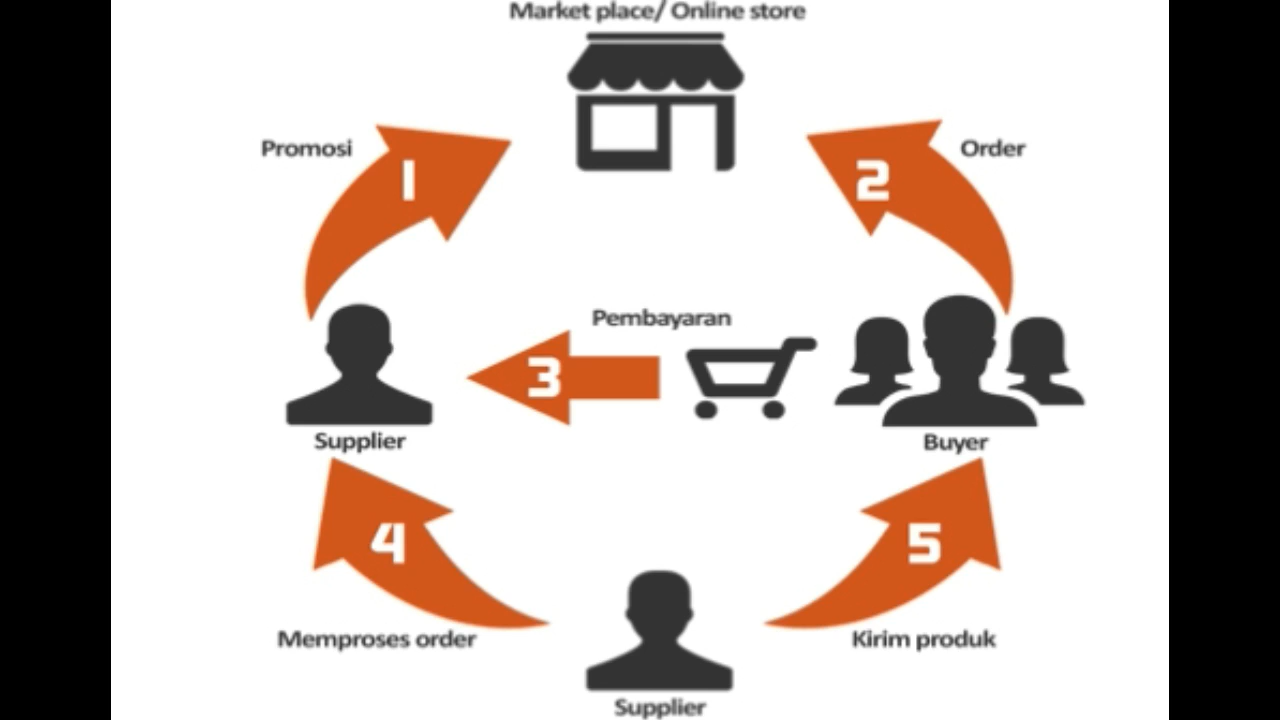 Market place/ Online store
Promosi
1
2
Order
Pembayaran
3
Supplier
Buyer
4
5
Memproses order
Kirim produk
Supplier